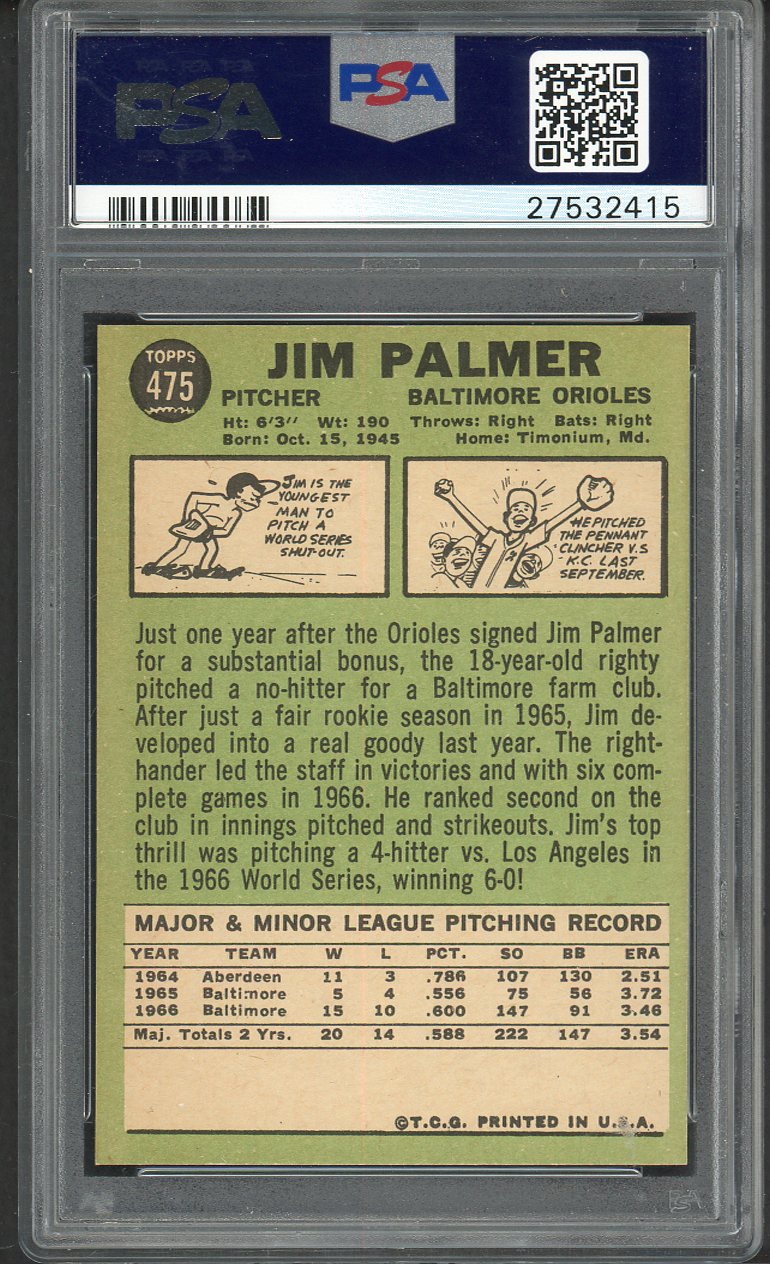 PSA
PSA
27532415
TOPPS
475
JIM PALMER
PITCHER BALTIMORE ORIOLES
Ht: 6'3" Wt: 190 Throws: Right Bats: Right
Born: Oct. 15, 1945 Home: Timonium, Md.
JIM IS THE
YOUNGEST
MAN TO
PITCH A
WORLD SERIES
SHUT-OUT.
HE PITCHED
THE PENNANT
CLINCHER V.S
K.C. LAST
SEPTEMBER.
Just one year after the Orioles signed Jim Palmer
for a substantial bonus, the 18-year-old righty
pitched a no-hitter for a Baltimore farm club.
After just a fair rookie season in 1965, Jim de-
veloped into a real goody last year. The right-
hander led the staff in victories and with six com-
plete games in 1966. He ranked second on the
club in innings pitched and strikeouts. Jim's top
thrill was pitching a 4-hitter vs. Los Angeles in
the 1966 World Series, winning 6-0!
MAJOR & MINOR LEAGUE PITCHING RECORD
YEAR TEAM W L PCT. SO BB ERA
1964 Aberdeen 11 3 .786 107 130 2.51
1965 Baltimore 5 4 .556 75 56 3.72
1966 Baltimore 15 10 .600 147 91 3.46
Maj. Totals 2 Yrs. 20 14 .588 222 147 3.54
©T.C.G. PRINTED IN U.S.A.